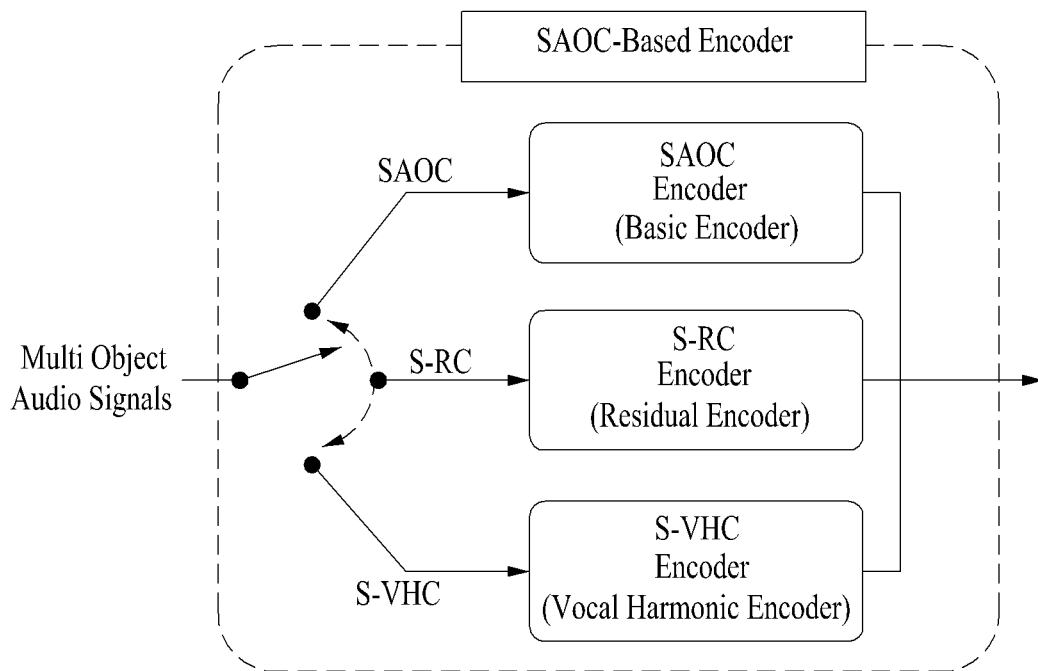 SAOC-Based Encoder
SAOC
SAOC
Encoder
(Basic Encoder)
Multi Object
Audio Signals
S-RC
S-RC
Encoder
(Residual Encoder)
S-VHC
S-VHC
Encoder
(Vocal Harmonic Encoder)